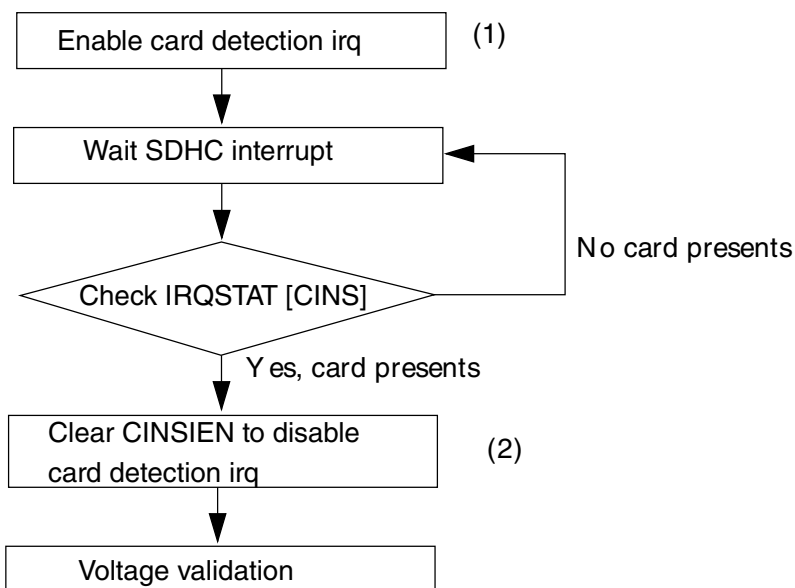 Enable card detection irq
(1)
Wait SDHC interrupt
No card presents
Check IRQSTAT [CINS]
Yes, card presents
Clear CINSIEN to disable
card detection irq
(2)
Voltage validation